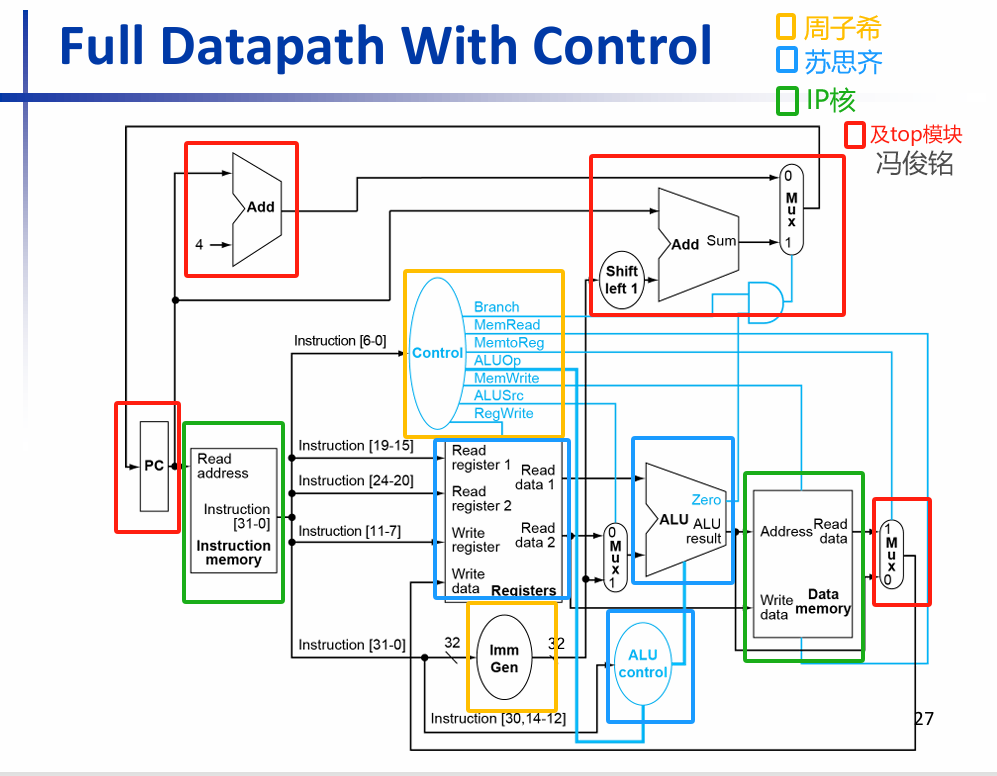 Full Datapath With Control
周子希
苏思齐
IP核
及top模块
冯俊铭
Add
4
Add Sum
Shift
left 1
0
M
u
x
1
Branch
MemRead
MemtoReg
ALUOp
MemWrite
ALUSrc
RegWrite
Control
Instruction [6-0]
PC
Read
address
Instruction
[31-0]
Instruction
memory
Instruction [19-15]
Instruction [24-20]
Instruction [11-7]
Read
register 1
Read
data 1
Read
register 2
Write
register
Read
data 2
Write
data
Registers
0
M
u
x
1
Zero
ALU
ALU
result
Address
Read
data
Write
data
Data
memory
1
M
u
x
0
Instruction [31-0]
32
Imm
Gen
32
ALU
control
Instruction [30,14-12]
27